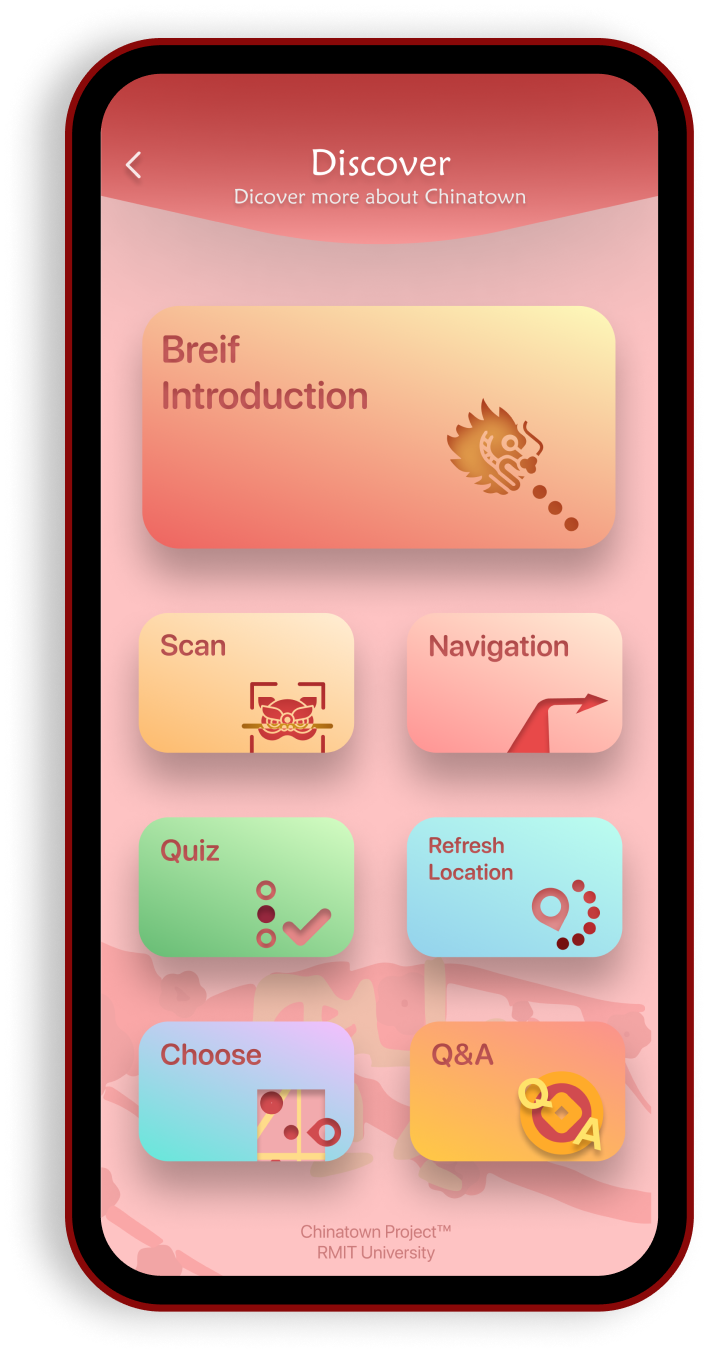 Discover
Dicover more about Chinatown
Breif
Introduction
Scan
Navigation
Quiz
Refresh
Location
Choose
Q&A
Q
A
Chinatown Project™
RMIT University